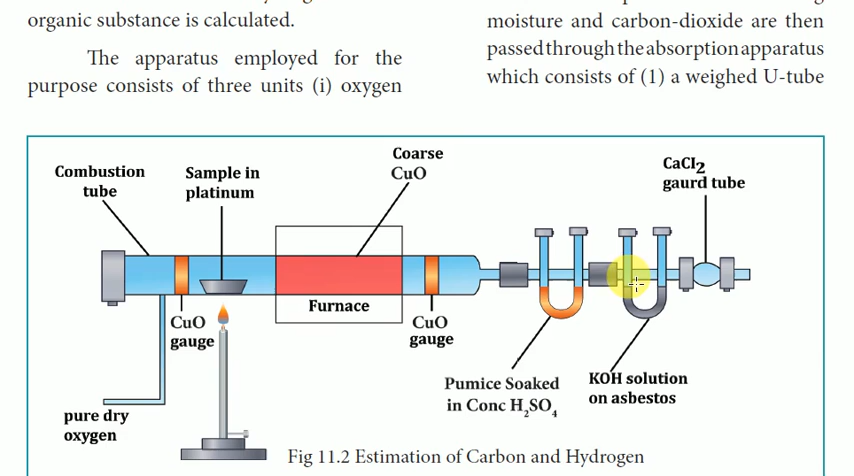 organic substance is calculated.
The apparatus employed for the
purpose consists of three units (i) oxygen
moisture and carbon-dioxide are then
passed through the absorption apparatus
which consists of (1) a weighed U-tube
Combustion
tube
Sample in
platinum
Coarse
CuO
CaCl2
gaurd tube
Furnace
CuO
gauge
CuO
gauge
pure dry
oxygen
Pumice Soaked
in Conc H2SO4
KOH solution
on asbestos
Fig 11.2 Estimation of Carbon and Hydrogen